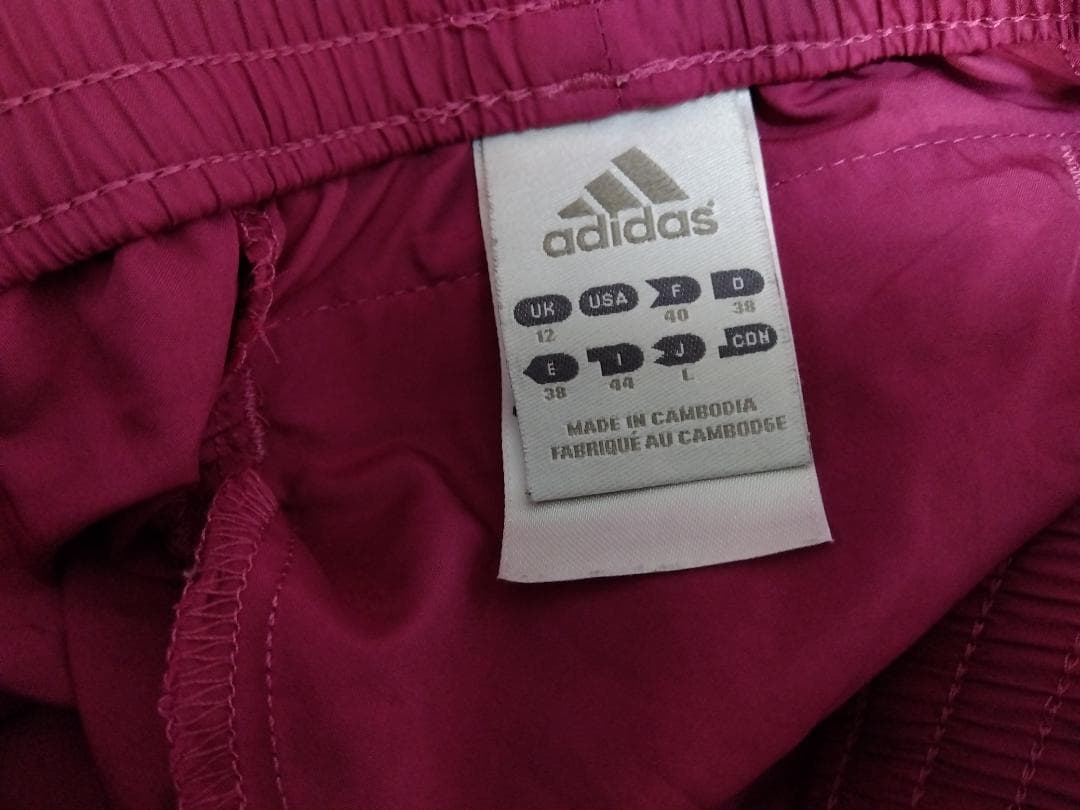 adidas
UK USA F D
12 40 38
E I J CDN
38 44 L
MADE IN CAMBODIA
FABRIQUÉ AU CAMBODGE